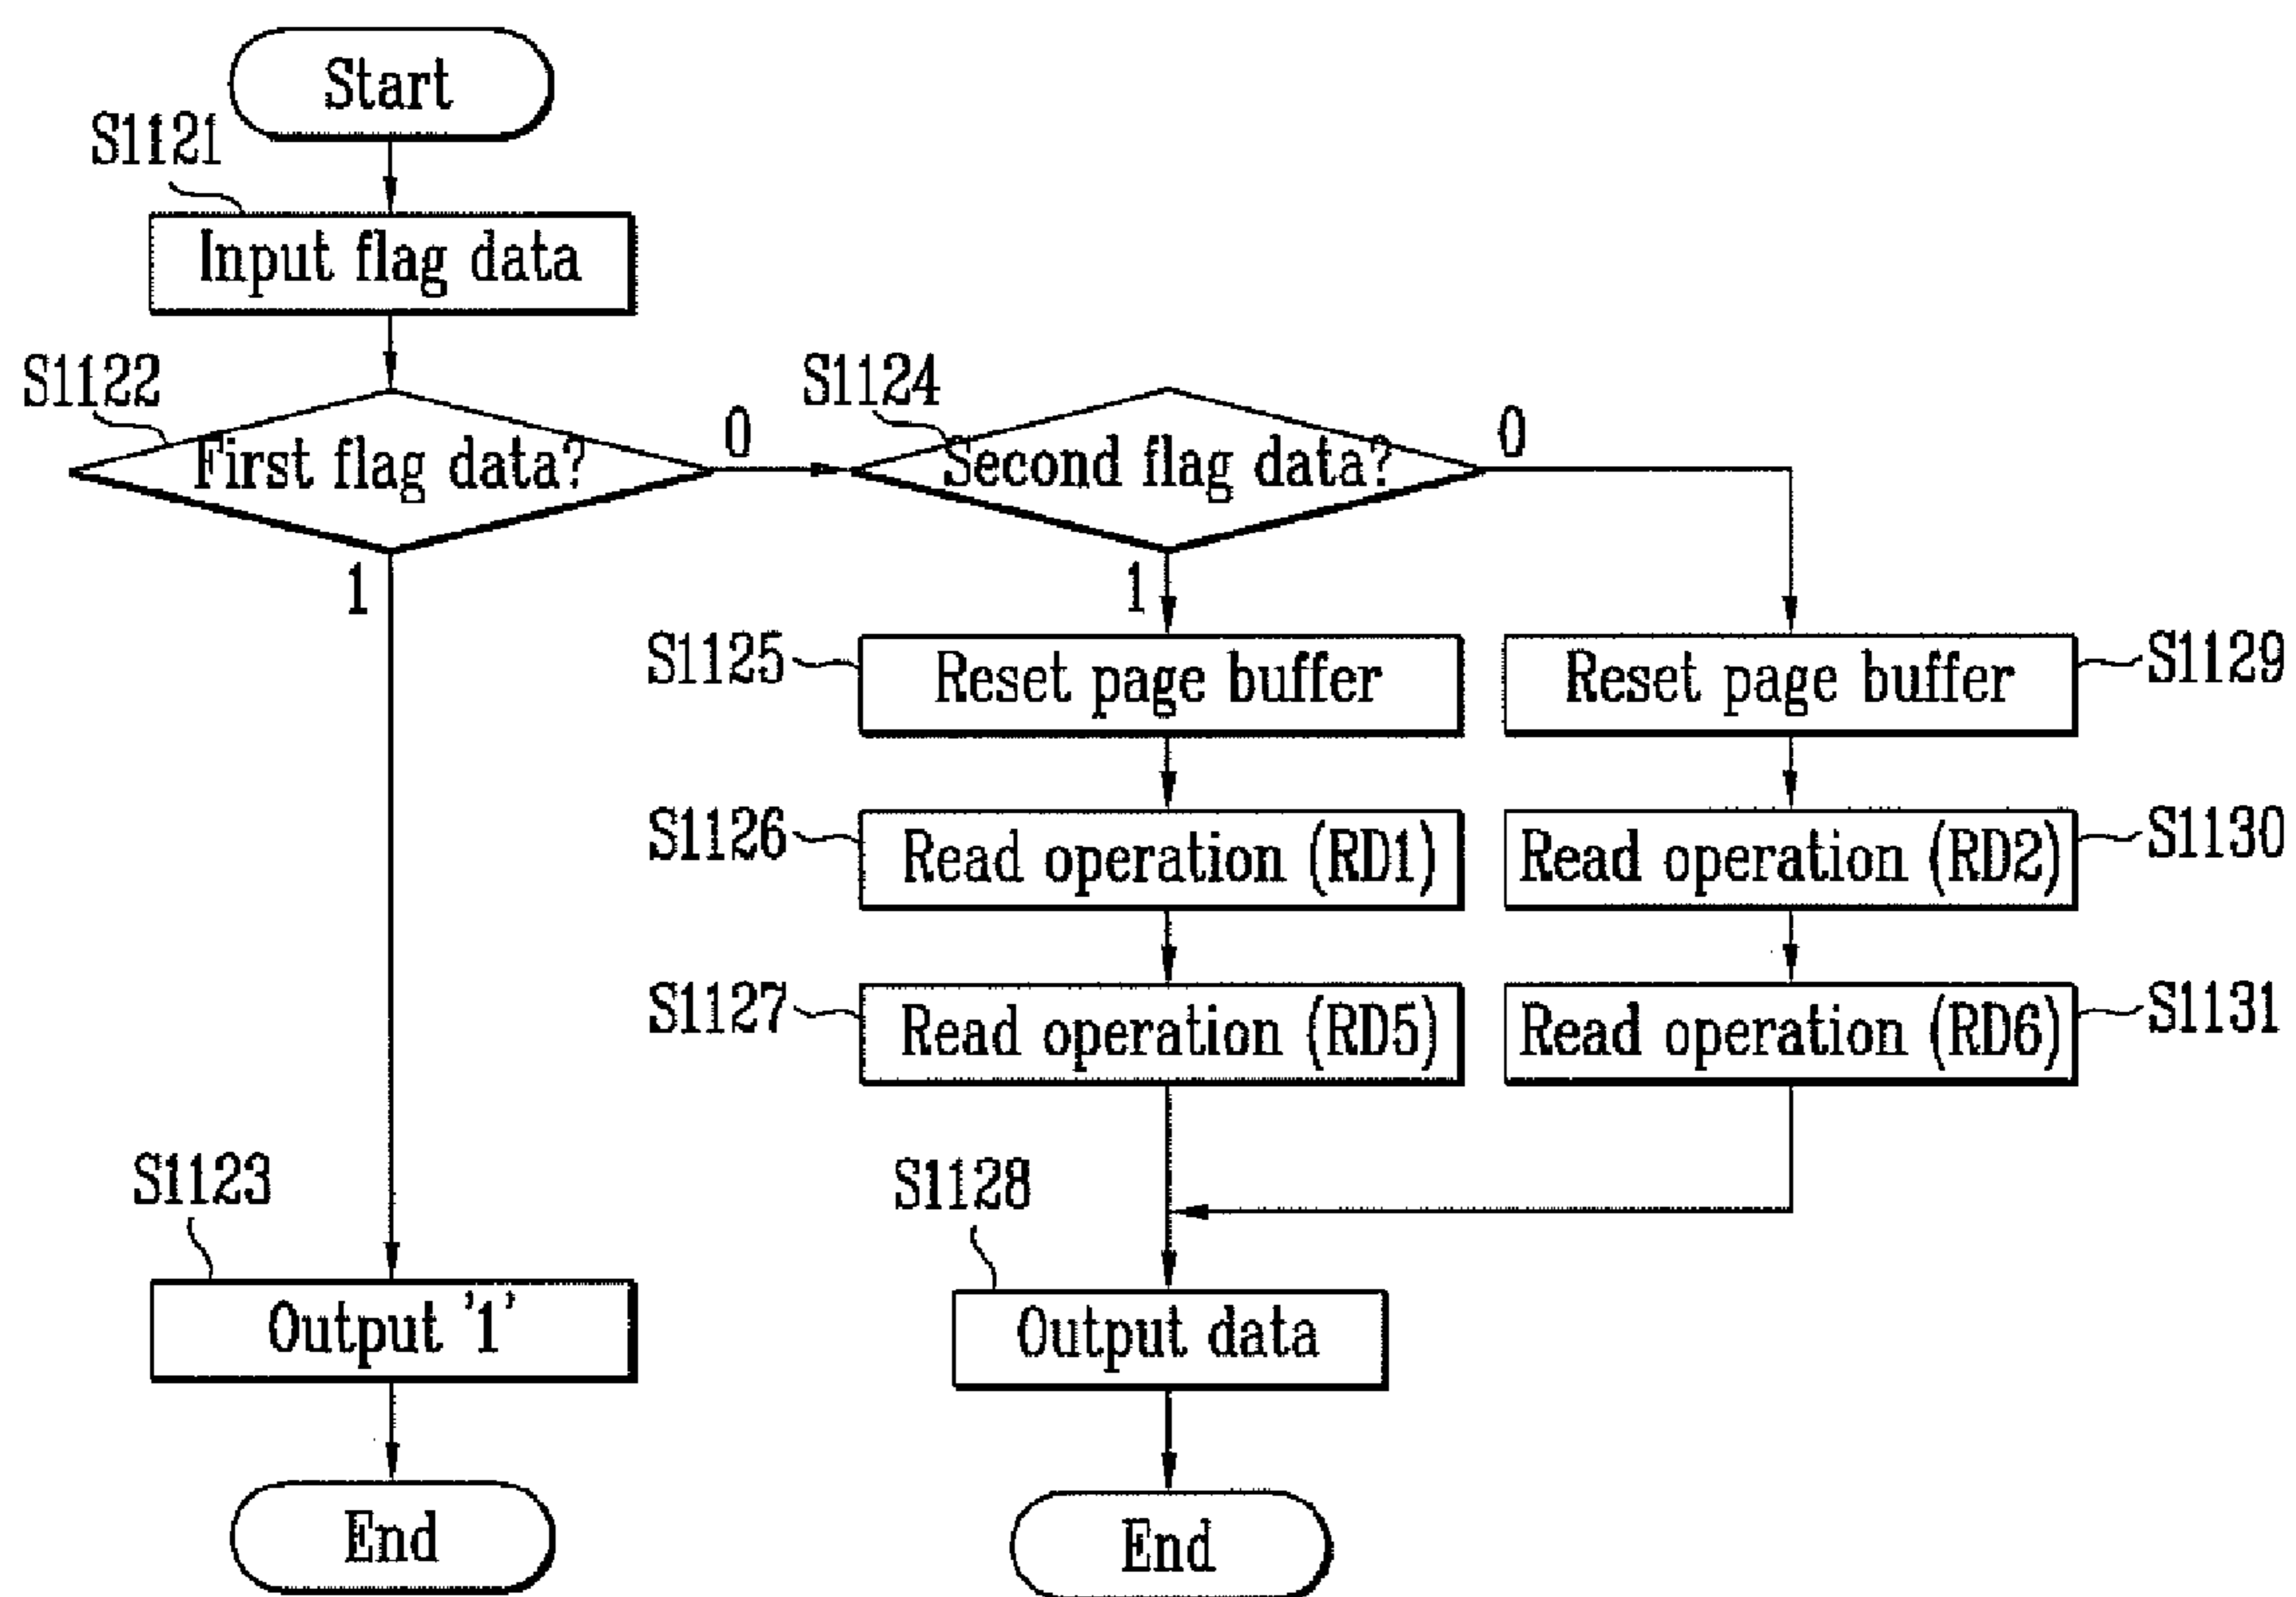 Start
S1121
Input flag data
S1122
First flag data?
0
1
S1124
Second flag data?
0
1
S1125
Reset page buffer
Reset page buffer
S1129
S1126
Read operation (RD1)
Read operation (RD2)
S1130
S1127
Read operation (RD5)
Read operation (RD6)
S1131
S1123
Output '1'
S1128
Output data
End
End